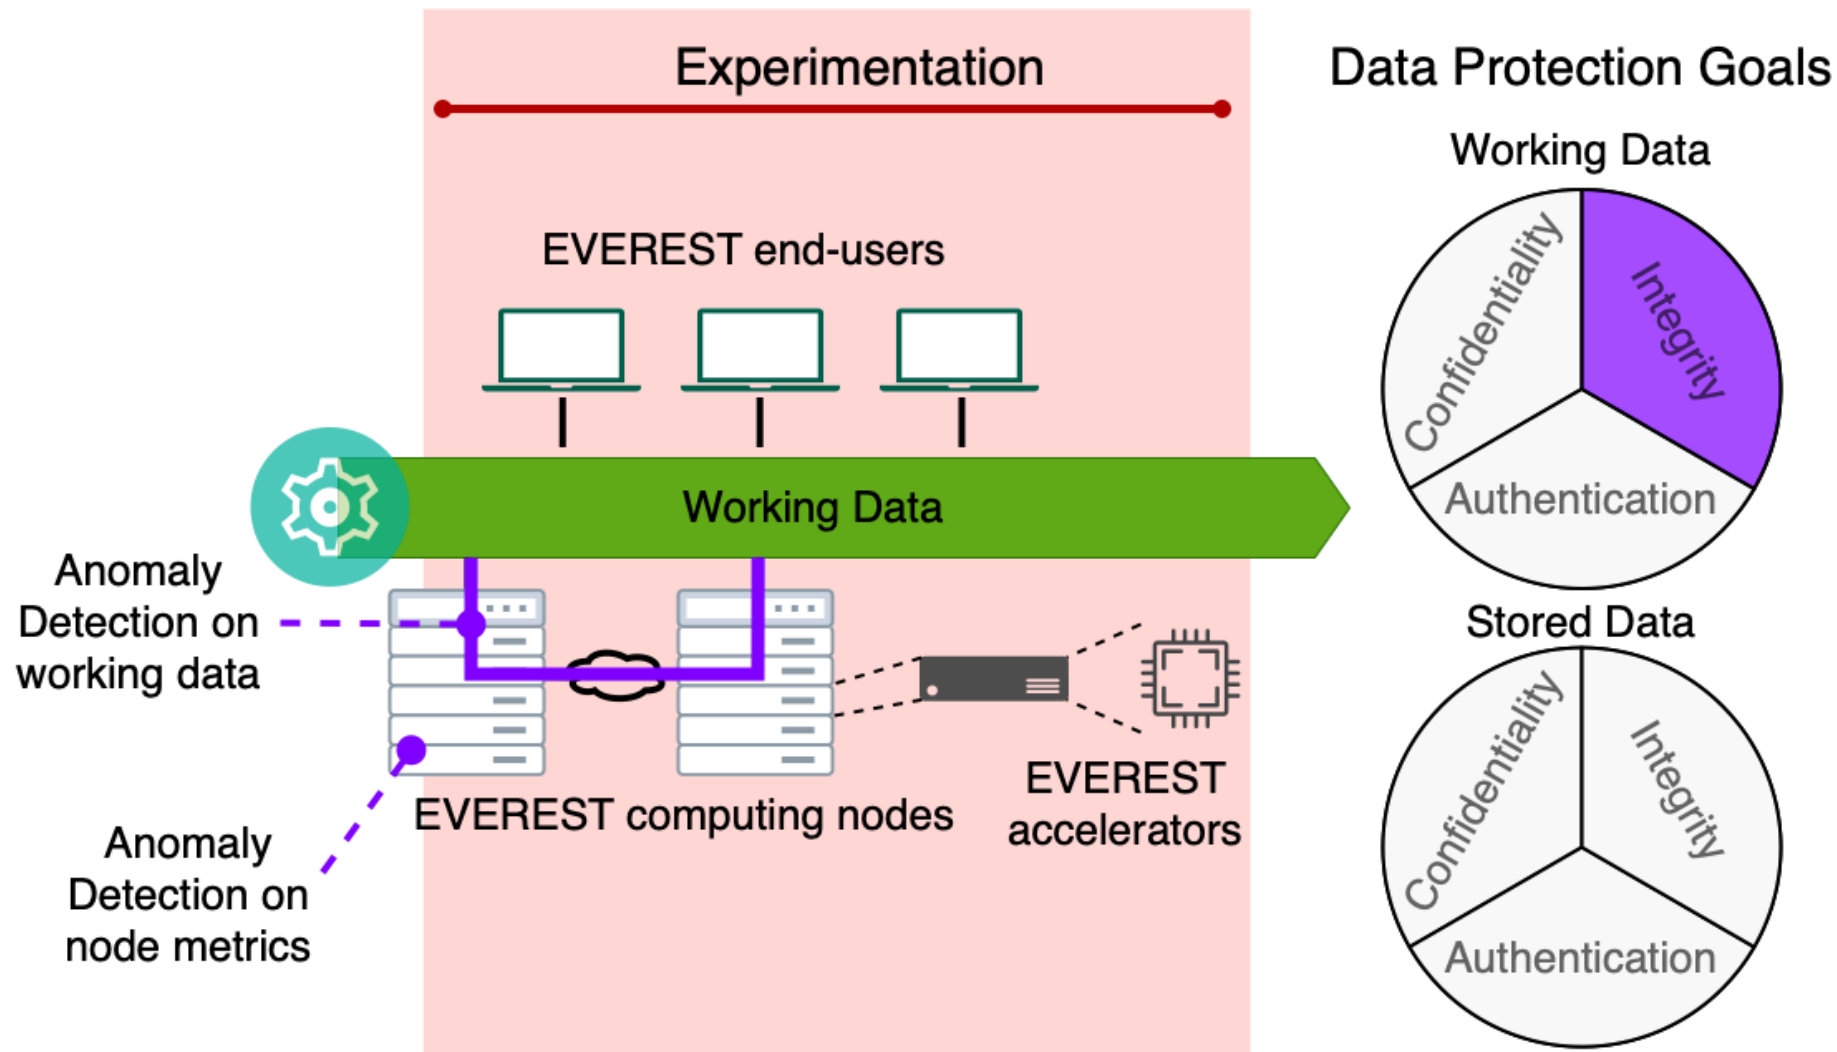 Experimentation
Data Protection Goals
Working Data
Confidentiality
Integrity
Authentication
EVEREST end-users
Working Data
Anomaly
Detection on
working data
Stored Data
Confidentiality
Integrity
Authentication
EVEREST computing nodes
EVEREST
accelerators
Anomaly
Detection on
node metrics